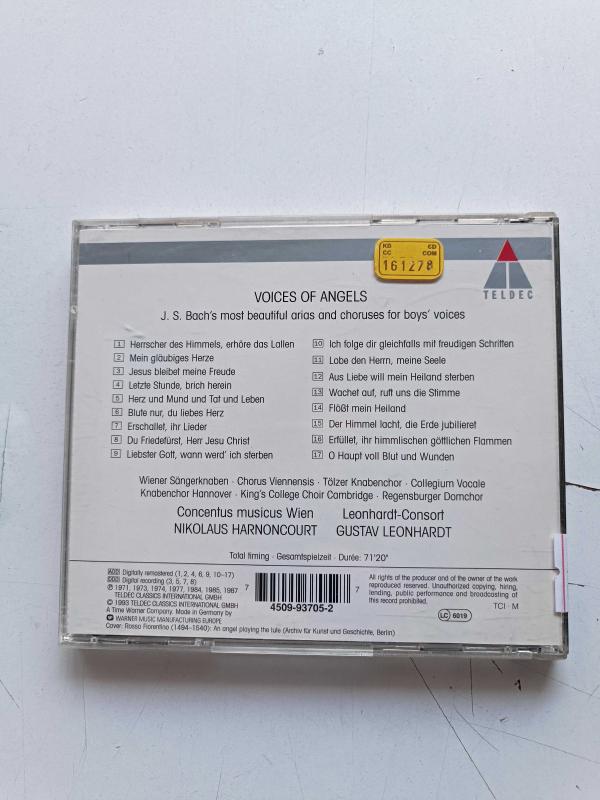 KD CD
CC COM
161278
TELDEC
VOICES OF ANGELS
J. S. Bach's most beautiful arias and choruses for boys' voices
1 Herrscher des Himmels, erhöre das Lallen
2 Mein gläubiges Herze
3 Jesus bleibet meine Freude
4 Letzte Stunde, brich herein
5 Herz und Mund und Tat und Leben
6 Blute nur, du liebes Herz
7 Erschallet, ihr Lieder
8 Du Friedefürst, Herr Jesu Christ
9 Liebster Gott, wann werd' ich sterben
10 Ich folge dir gleichfalls mit freudigen Schritten
11 Lobe den Herrn, meine Seele
12 Aus Liebe will mein Heiland sterben
13 Wachet auf, ruft uns die Stimme
14 Flößt mein Heiland
15 Der Himmel lacht, die Erde jubilieret
16 Erfüllet, ihr himmlischen göttlichen Flammen
17 O Haupt voll Blut und Wunden
Wiener Sängerknaben · Chorus Viennensis · Tölzer Knabenchor · Collegium Vocale
Knabenchor Hannover · King's College Choir Cambridge · Regensburger Domchor
Concentus musicus Wien Leonhardt-Consort
NIKOLAUS HARNONCOURT GUSTAV LEONHARDT
Total timing · Gesamtspielzeit · Durée: 71'20"
ADD Digitally remastered (1, 2, 4, 6, 9, 10–17)
DDD Digital recording (3, 5, 7, 8)
℗ 1971, 1973, 1974, 1977, 1984, 1985, 1987
TELDEC CLASSICS INTERNATIONAL GMBH
© 1993 TELDEC CLASSICS INTERNATIONAL GMBH
A Time Warner Company. Made in Germany by
WARNER MUSIC MANUFACTURING EUROPE
Cover: Rosso Fiorentino (1494–1540): An angel playing the lute (Archiv für Kunst und Geschichte, Berlin)
7 7
4509-93705-2
All rights of the producer and of the owner of the work
reproduced reserved. Unauthorized copying, hiring,
lending, public performance and broadcasting of
this record prohibited.
TCI · M
LC 6019